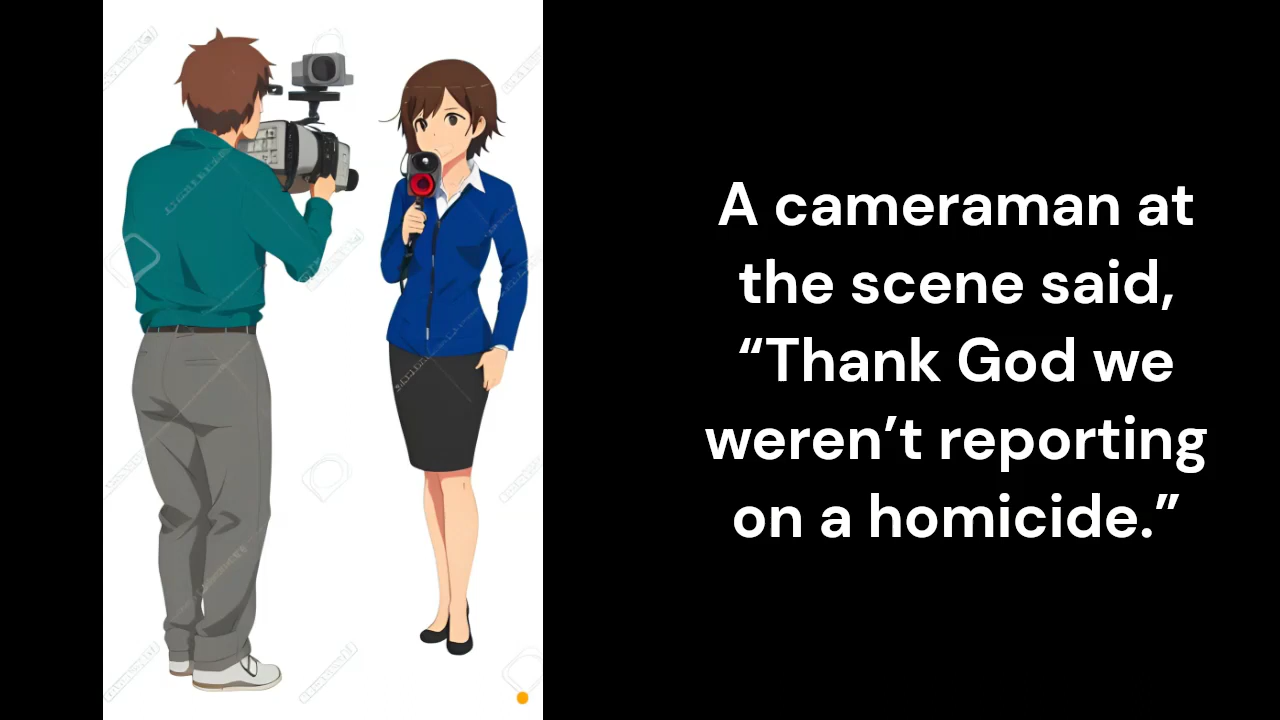 A cameraman at
the scene said,
“Thank God we
weren’t reporting
on a homicide.”